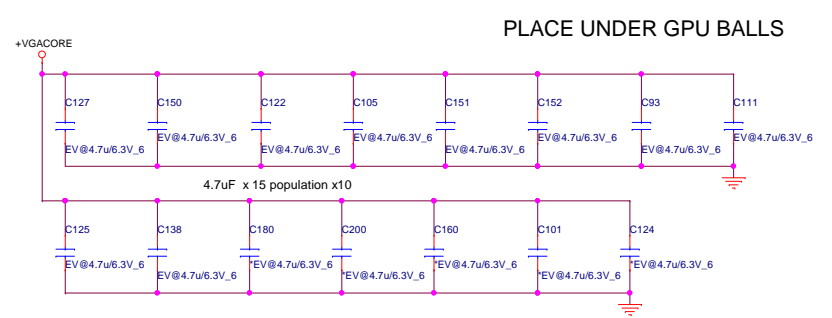 PLACE UNDER GPU BALLS
+VGACORE
C127 C150 C122 C105 C151 C152 C93 C111
EV@4.7u/6.3V_6 EV@4.7u/6.3V_6 EV@4.7u/6.3V_6 EV@4.7u/6.3V_6 EV@4.7u/6.3V_6 EV@4.7u/6.3V_6 EV@4.7u/6.3V_6 EV@4.7u/6.3V_6
4.7uF x 15 population x10
C125 C138 C180 C200 C160 C101 C124
EV@4.7u/6.3V_6 EV@4.7u/6.3V_6 *EV@4.7u/6.3V_6 *EV@4.7u/6.3V_6 *EV@4.7u/6.3V_6 *EV@4.7u/6.3V_6 *EV@4.7u/6.3V_6